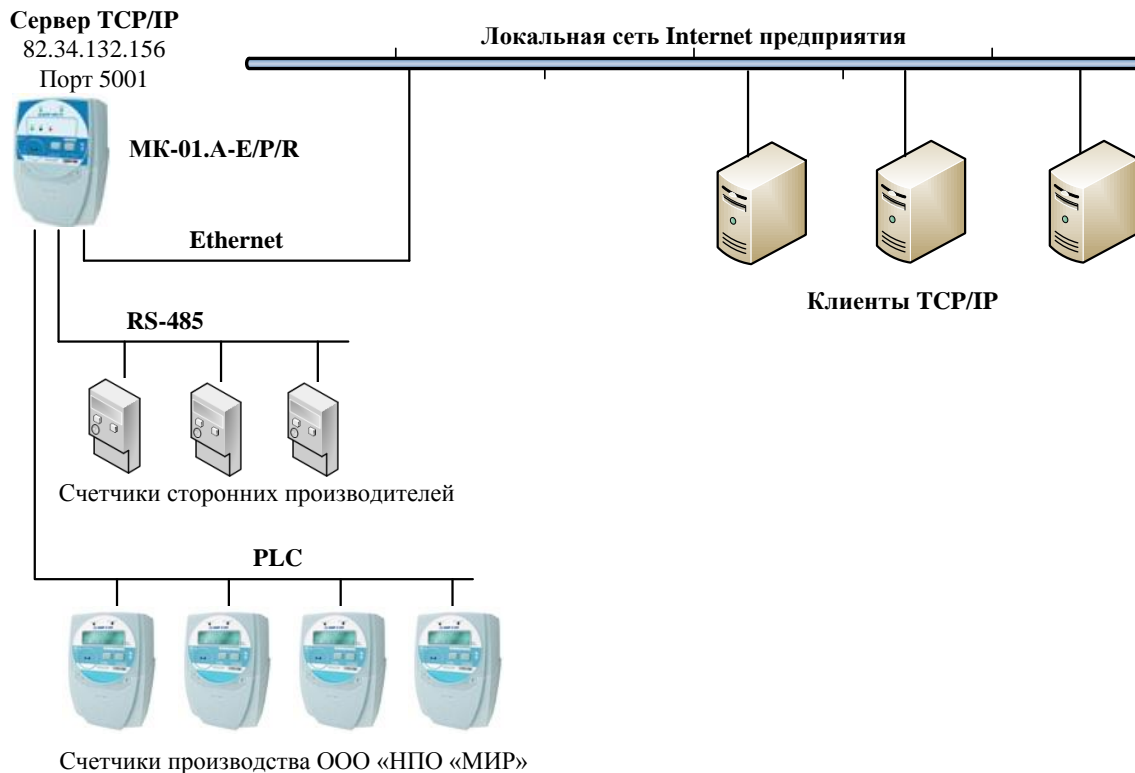 Сервер TCP/IP
82.34.132.156
Порт 5001
Локальная сеть Internet предприятия
МК-01.А-E/P/R
Ethernet
Клиенты TCP/IP
RS-485
Счетчики сторонних производителей
PLC
Счетчики производства ООО «НПО «МИР»